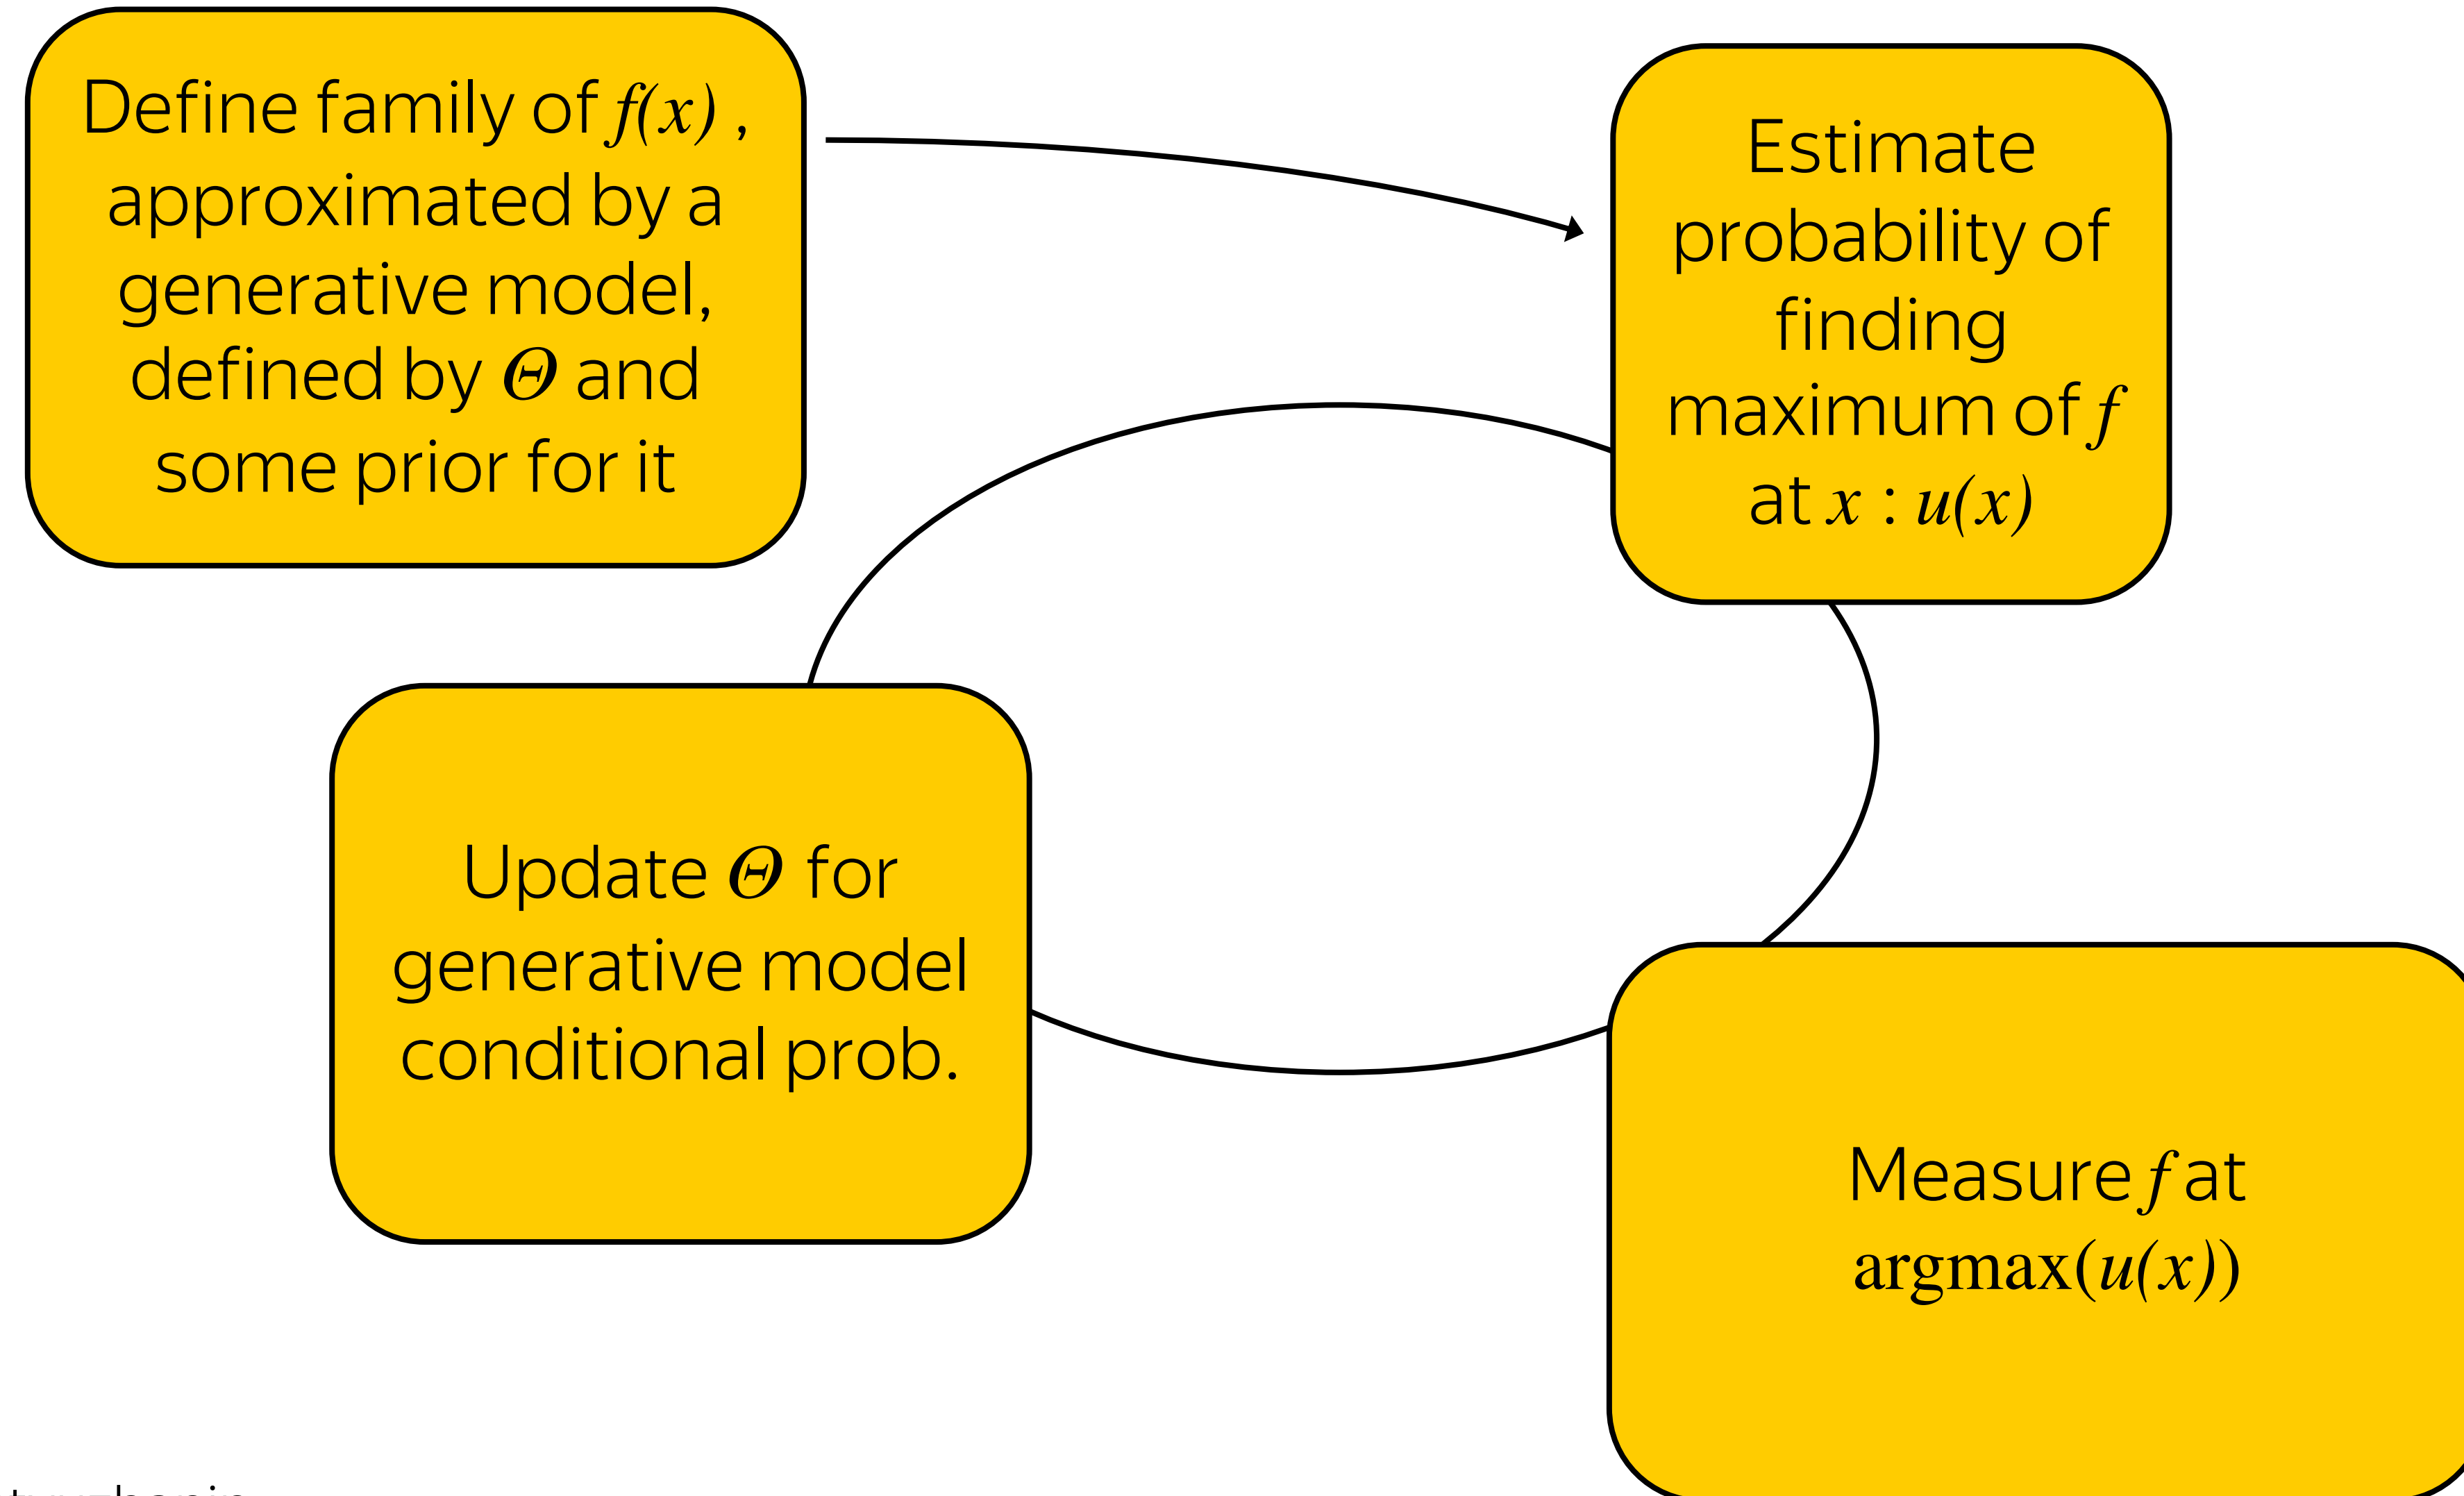 Define family of f(x) ,
approximated by a
generative model,
defined by Θ and
some prior for it
Estimate
probability of
finding
maximum of f
at x : u(x)
Update Θ for
generative model
conditional prob.
Measure f at
argmax(u(x))